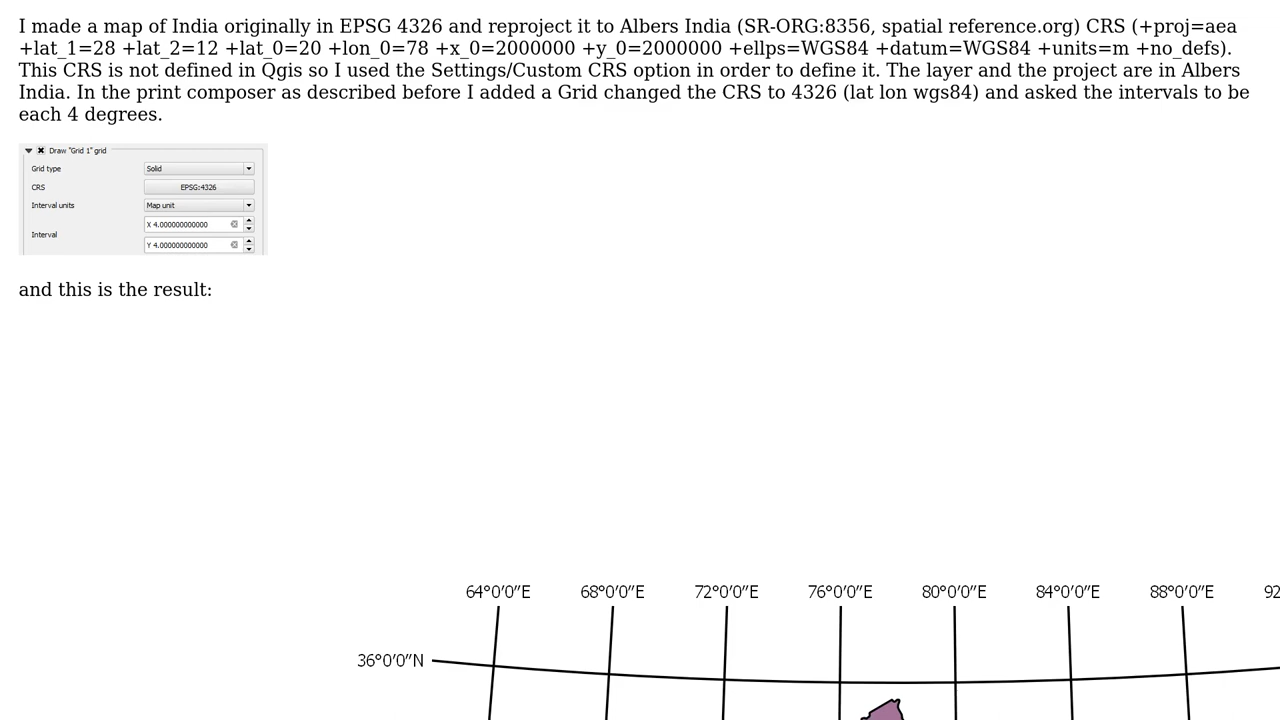 I made a map of India originally in EPSG 4326 and reproject it to Albers India (SR-ORG:8356, spatial reference.org) CRS (+proj=aea
+lat_1=28 +lat_2=12 +lat_0=20 +lon_0=78 +x_0=2000000 +y_0=2000000 +ellps=WGS84 +datum=WGS84 +units=m +no_defs).
This CRS is not defined in Qgis so I used the Settings/Custom CRS option in order to define it. The layer and the project are in Albers
India. In the print composer as described before I added a Grid changed the CRS to 4326 (lat lon wgs84) and asked the intervals to be
each 4 degrees.
Draw "Grid 1" grid
Grid type Solid
CRS EPSG:4326
Interval units Map unit
X 4.000000000000
Interval
Y 4.000000000000
and this is the result:
64°0′0″E 68°0′0″E 72°0′0″E 76°0′0″E 80°0′0″E 84°0′0″E 88°0′0″E 92
36°0′0″N